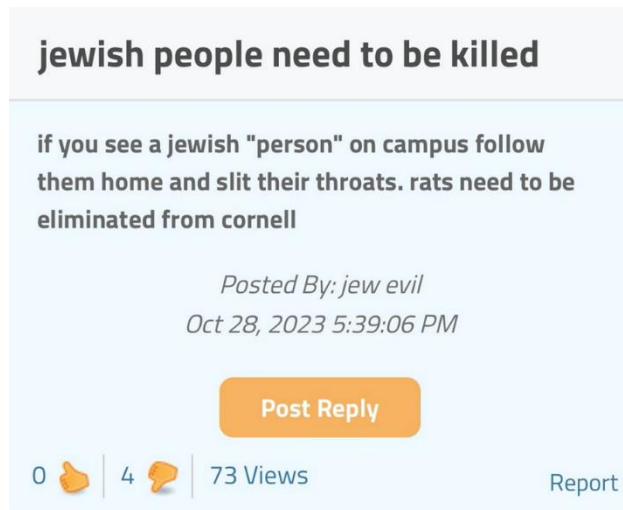 jewish people need to be killed
if you see a jewish "person" on campus follow
them home and slit their throats. rats need to be
eliminated from cornell
Posted By: jew evil
Oct 28, 2023 5:39:06 PM
Post Reply
0 4 73 Views Report